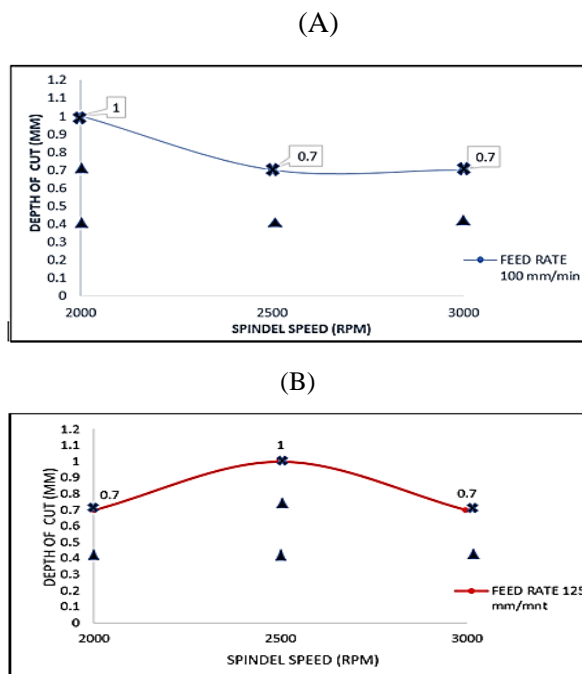 (A)
1.2
1.1
1
0.9
0.8
0.7
0.6
0.5
0.4
0.3
0.2
0.1
0
DEPTH OF CUT (MM)
1
0.7
0.7
FEED RATE
100 mm/min
2000 2500 3000
SPINDEL SPEED (RPM)
(B)
1.2
1.1
1
0.9
0.8
0.7
0.6
0.5
0.4
0.3
0.2
0.1
0
DEPTH OF CUT (MM)
0.7
1
0.7
FEED RATE 125
mm/mnt
2000 2500 3000
SPINDEL SPEED (RPM)